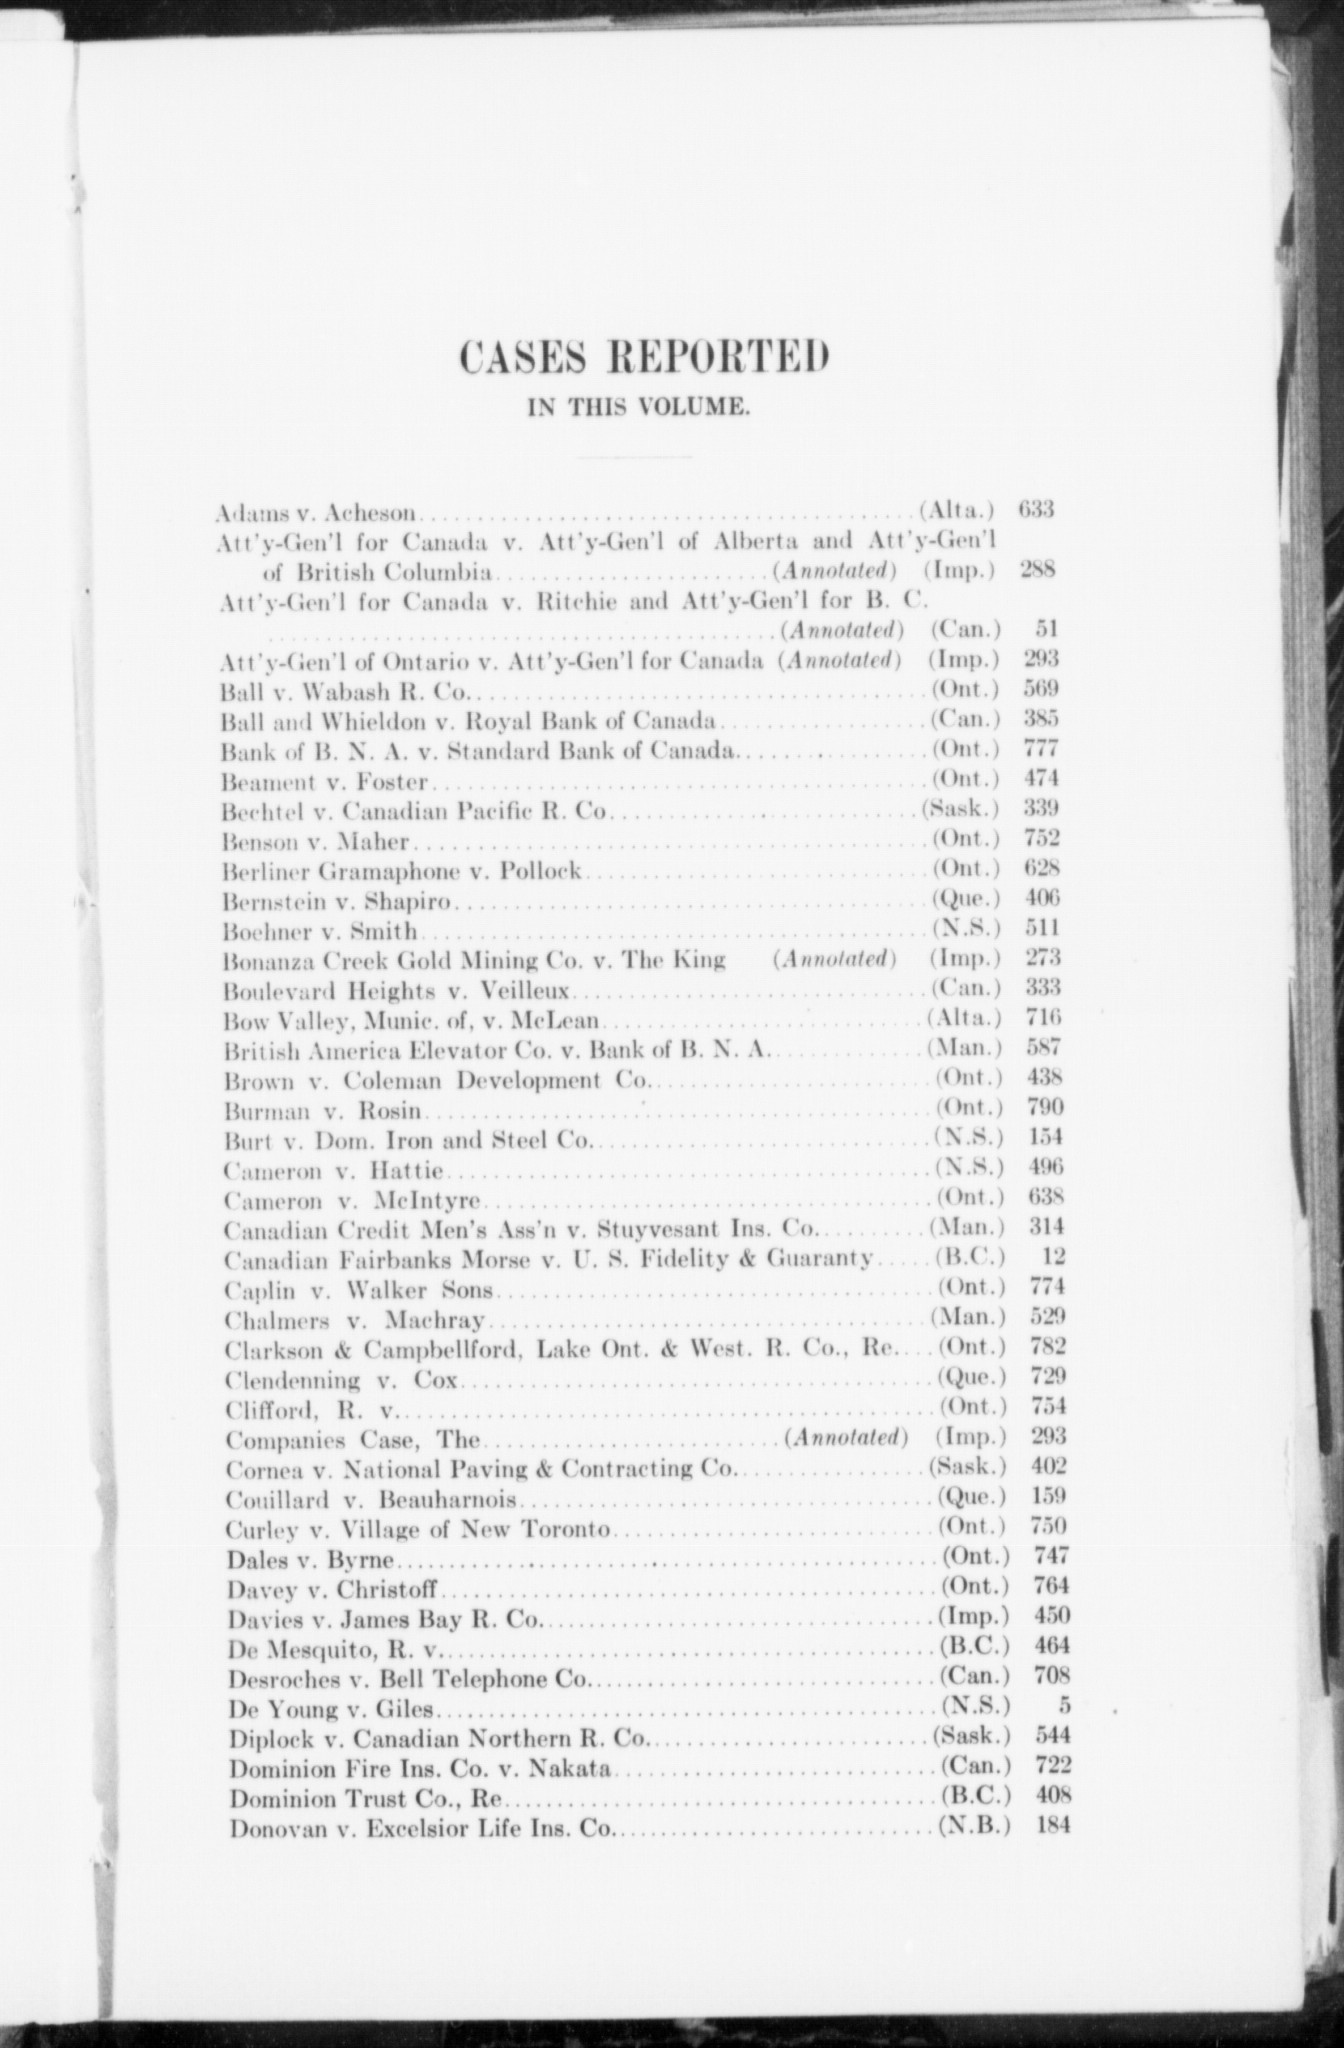 CASES REPORTED
IN THIS VOLUME.
Adams v. Acheson (Alta.) 633
Att'y-Gen'l for Canada v. Att'y-Gen'l of Alberta and Att'y-Gen'l
of British Columbia (Annotated) (Imp.) 288
Att'y-Gen'l for Canada v. Ritchie and Att'y-Gen'l for B. C.
(Annotated) (Can.) 51
Att'y-Gen'l of Ontario v. Att'y-Gen'l for Canada (Annotated) (Imp.) 293
Ball v. Wabash R. Co. (Ont.) 569
Ball and Whieldon v. Royal Bank of Canada (Can.) 385
Bank of B. N. A. v. Standard Bank of Canada (Ont.) 777
Beament v. Foster (Ont.) 474
Bechtel v. Canadian Pacific R. Co. (Sask.) 339
Benson v. Maher (Ont.) 752
Berliner Gramaphone v. Pollock (Ont.) 628
Bernstein v. Shapiro (Que.) 406
Boehner v. Smith (N.S.) 511
Bonanza Creek Gold Mining Co. v. The King (Annotated) (Imp.) 273
Boulevard Heights v. Veilleux (Can.) 333
Bow Valley, Munic. of, v. McLean (Alta.) 716
British America Elevator Co. v. Bank of B. N. A. (Man.) 587
Brown v. Coleman Development Co. (Ont.) 438
Burman v. Rosin (Ont.) 790
Burt v. Dom. Iron and Steel Co. (N.S.) 154
Cameron v. Hattie (N.S.) 496
Cameron v. McIntyre (Ont.) 638
Canadian Credit Men's Ass'n v. Stuyvesant Ins. Co. (Man.) 314
Canadian Fairbanks Morse v. U. S. Fidelity & Guaranty (B.C.) 12
Caplin v. Walker Sons (Ont.) 774
Chalmers v. Machray (Man.) 529
Clarkson & Campbellford, Lake Ont. & West. R. Co., Re (Ont.) 782
Clendenning v. Cox (Que.) 729
Clifford, R. v. (Ont.) 754
Companies Case, The (Annotated) (Imp.) 293
Cornea v. National Paving & Contracting Co. (Sask.) 402
Couillard v. Beauharnois (Que.) 159
Curley v. Village of New Toronto (Ont.) 750
Dales v. Byrne (Ont.) 747
Davey v. Christoff (Ont.) 764
Davies v. James Bay R. Co. (Imp.) 450
De Mesquito, R. v. (B.C.) 464
Desroches v. Bell Telephone Co. (Can.) 708
De Young v. Giles (N.S.) 5
Diplock v. Canadian Northern R. Co. (Sask.) 544
Dominion Fire Ins. Co. v. Nakata (Can.) 722
Dominion Trust Co., Re (B.C.) 408
Donovan v. Excelsior Life Ins. Co. (N.B.) 184